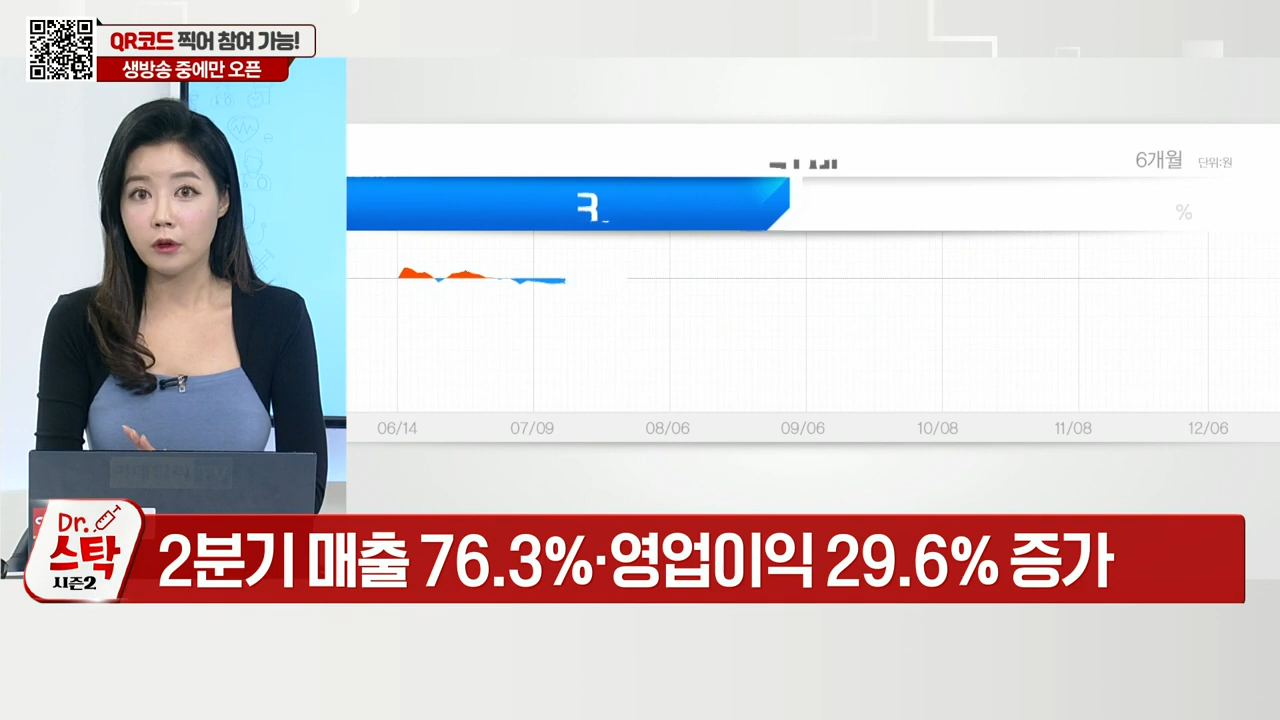 QR코드 찍어 참여 가능!
생방송 중에만 오픈
6개월 단위:원
%
06/14 07/09 08/06 09/06 10/08 11/08 12/06
Dr.
스탁
시즌2
2분기 매출 76.3%·영업이익 29.6% 증가